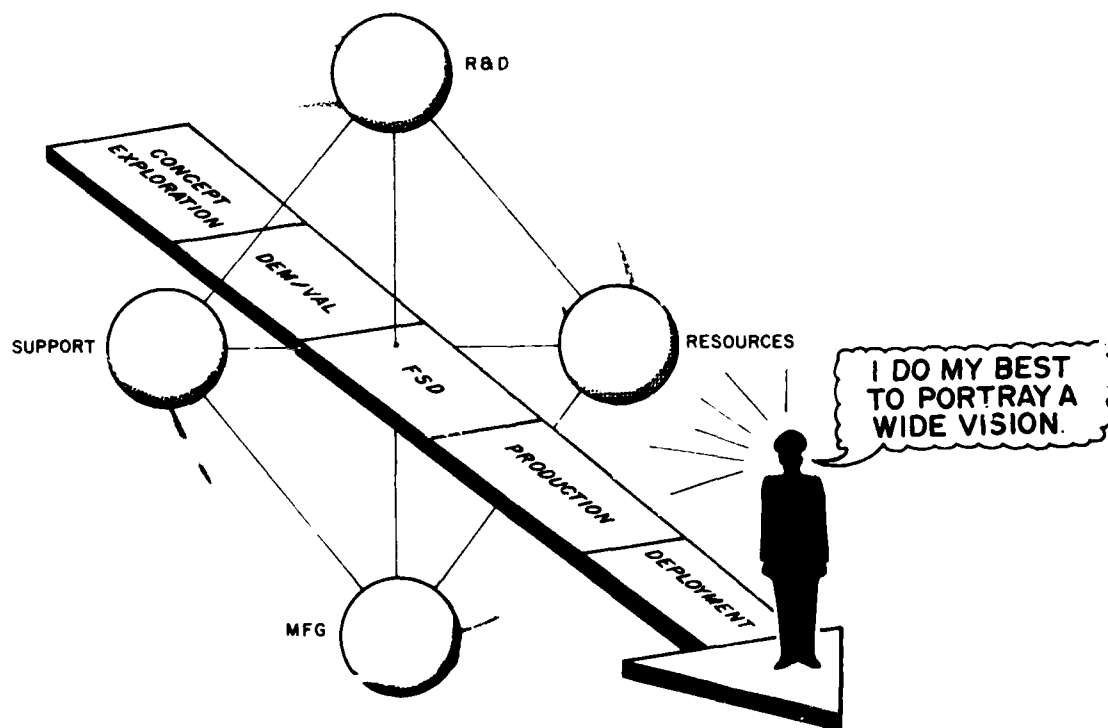 R&D
CONCEPT
EXPLORATION
DEM/VAL
SUPPORT
RESOURCES
FSD
I DO MY BEST
TO PORTRAY A
WIDE VISION.
PRODUCTION
DEPLOYMENT
MFG